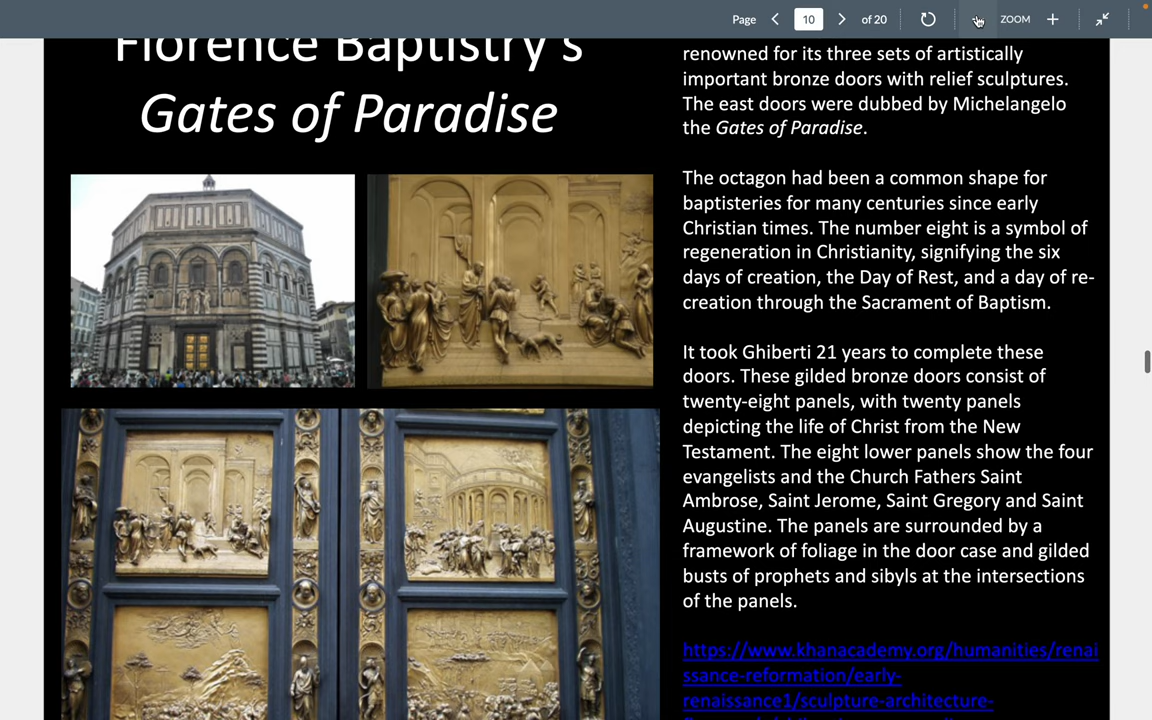 Page
10
of 20
ZOOM
Florence Baptistry's
Gates of Paradise
renowned for its three sets of artistically
important bronze doors with relief sculptures.
The east doors were dubbed by Michelangelo
the Gates of Paradise.
The octagon had been a common shape for
baptisteries for many centuries since early
Christian times. The number eight is a symbol of
regeneration in Christianity, signifying the six
days of creation, the Day of Rest, and a day of re-
creation through the Sacrament of Baptism.
It took Ghiberti 21 years to complete these
doors. These gilded bronze doors consist of
twenty-eight panels, with twenty panels
depicting the life of Christ from the New
Testament. The eight lower panels show the four
evangelists and the Church Fathers Saint
Ambrose, Saint Jerome, Saint Gregory and Saint
Augustine. The panels are surrounded by a
framework of foliage in the door case and gilded
busts of prophets and sibyls at the intersections
of the panels.
https://www.khanacademy.org/humanities/renai
ssance-reformation/early-
renaissance1/sculpture-architecture-